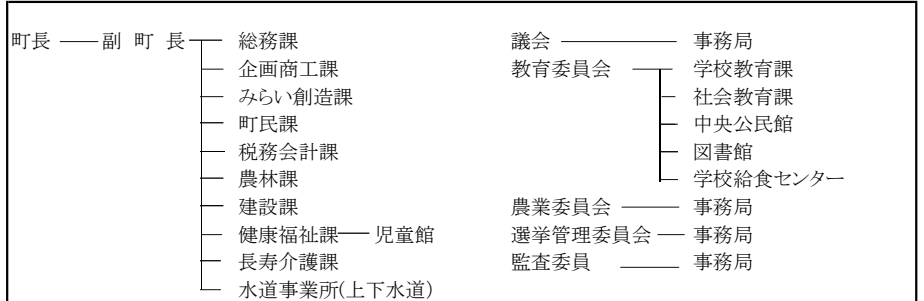 町長 副町長 総務課
企画商工課
みらい創造課
町民課
税務会計課
農林課
建設課
健康福祉課 児童館
長寿介護課
水道事業所(上下水道)
議会 事務局
教育委員会 学校教育課
社会教育課
中央公民館
図書館
学校給食センター
農業委員会 事務局
選挙管理委員会 事務局
監査委員 事務局